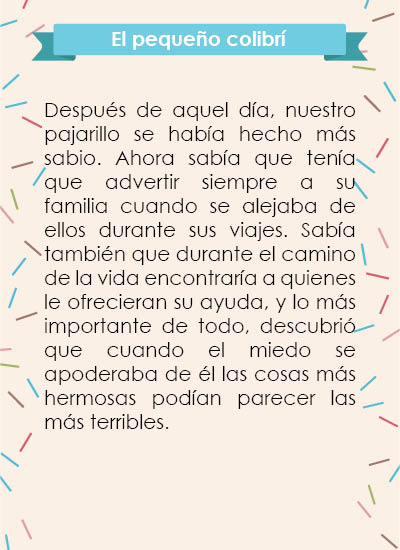 El pequeño colibrí
Después de aquel día, nuestro
pajarillo se había hecho más
sabio. Ahora sabía que tenía
que advertir siempre a su
familia cuando se alejaba de
ellos durante sus viajes. Sabía
también que durante el camino
de la vida encontraría a quienes
le ofrecieran su ayuda, y lo más
importante de todo, descubrió
que cuando el miedo se
apoderaba de él las cosas más
hermosas podían parecer las
más terribles.